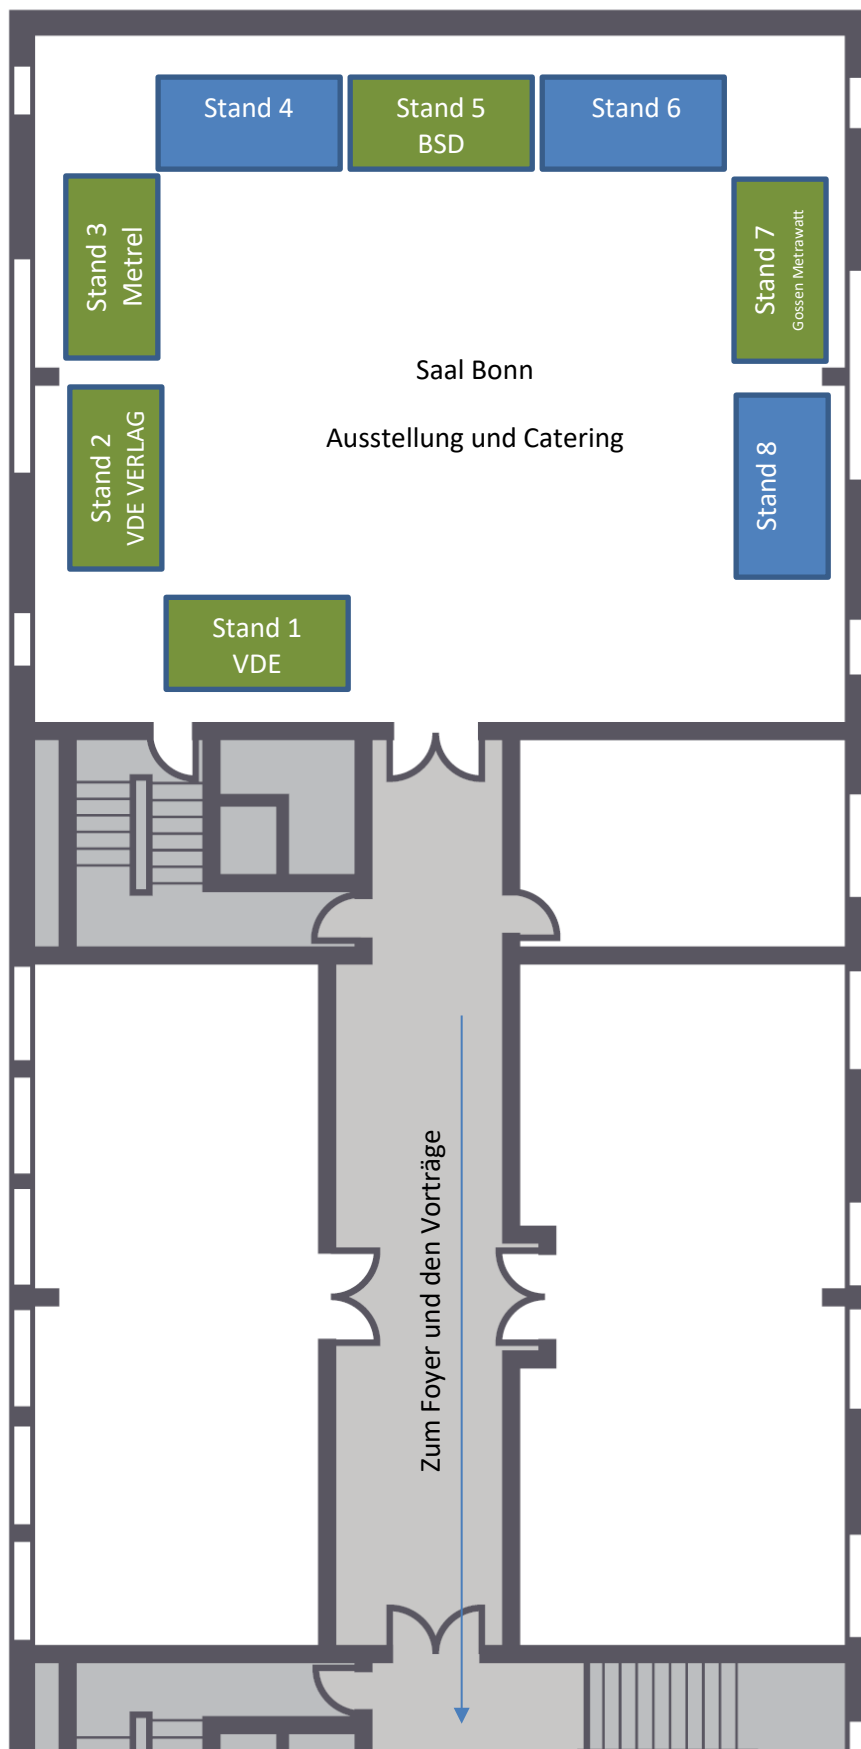 Stand 4
Stand 5
BSD
Stand 6
Stand 3
Metrel
Stand 7
Gossen Metrawatt
Saal Bonn
Ausstellung und Catering
Stand 2
VDE VERLAG
Stand 8
Stand 1
VDE
Zum Foyer und den Vorträge